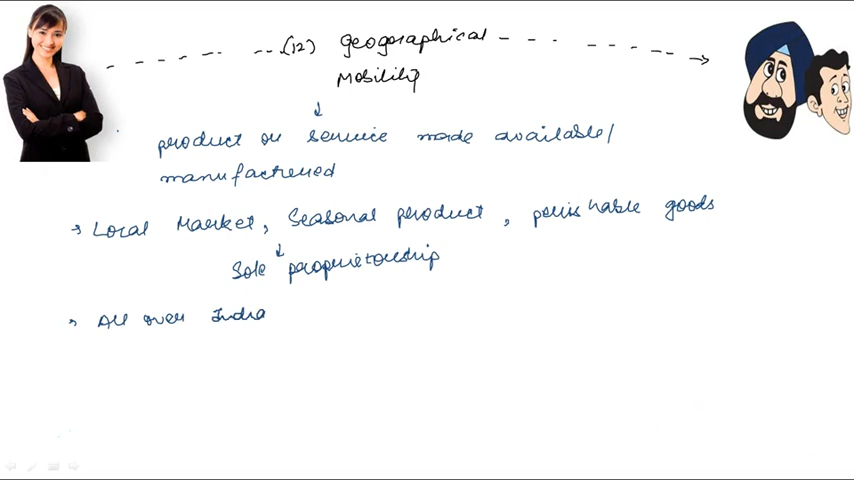 (12) Geographical
Mobility
product or service made available/
manufactured
→ Local Market, Seasonal product, perishable goods
Sole proprietorship
→ All over India